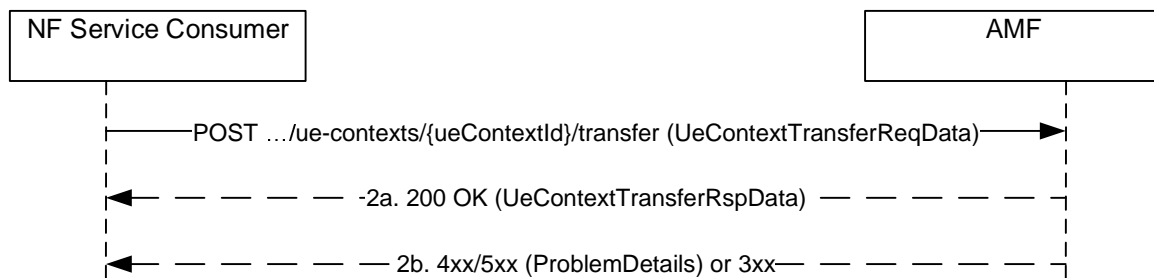 NF Service Consumer
AMF
POST …/ue-contexts/{ueContextId}/transfer (UeContextTransferReqData)
2a. 200 OK (UeContextTransferRspData)
2b. 4xx/5xx (ProblemDetails) or 3xx